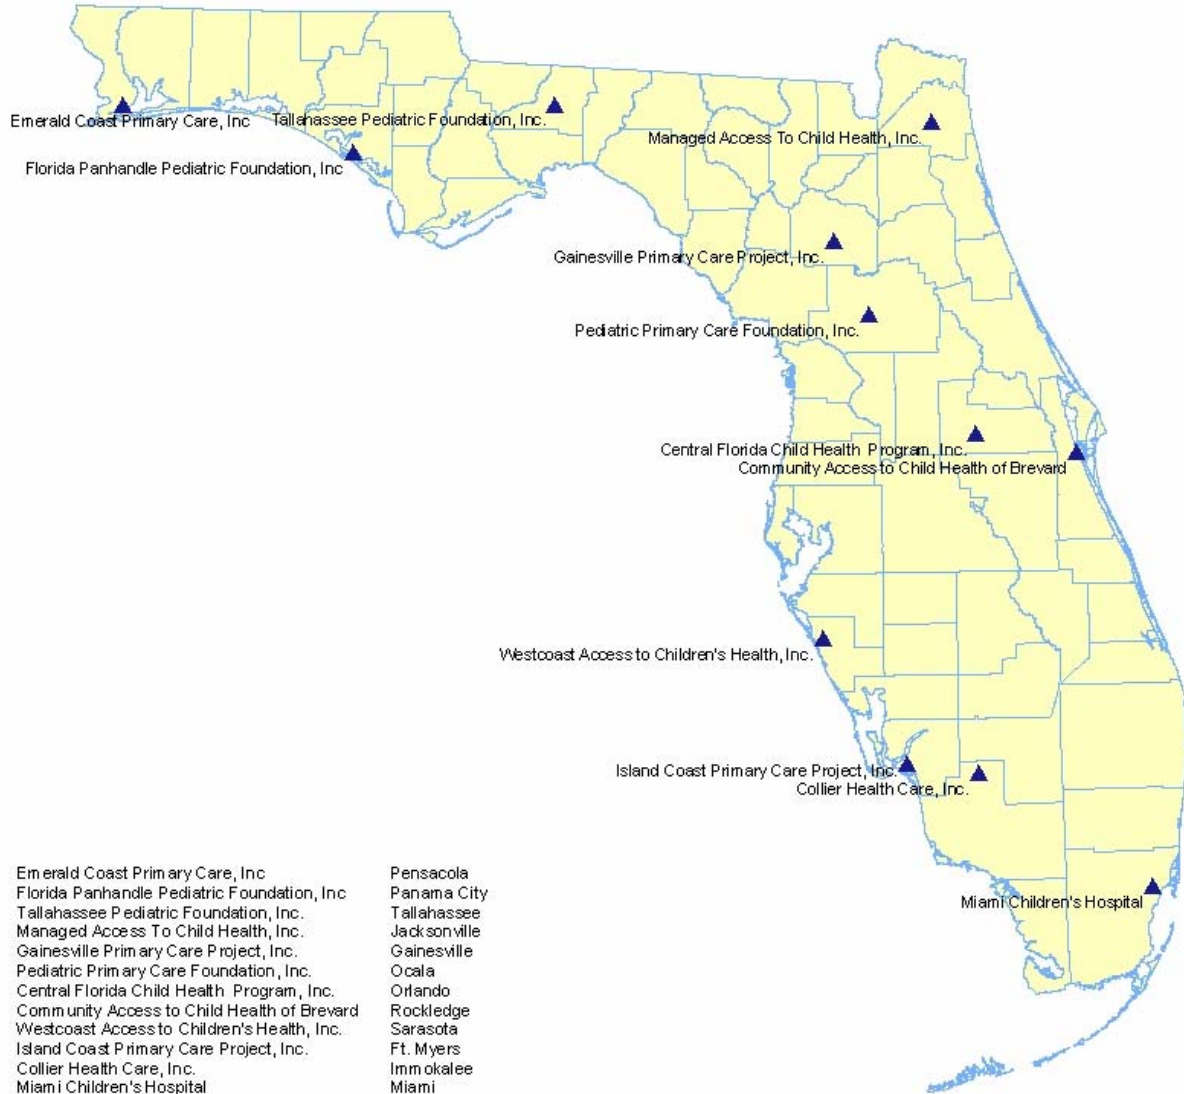 Emerald Coast Primary Care, Inc
Tallahassee Pediatric Foundation, Inc.
Managed Access To Child Health, Inc.
Florida Panhandle Pediatric Foundation, Inc
Gainesville Primary Care Project, Inc.
Pediatric Primary Care Foundation, Inc.
Central Florida Child Health Program, Inc.
Community Access to Child Health of Brevard
Westcoast Access to Children's Health, Inc.
Island Coast Primary Care Project, Inc.
Collier Health Care, Inc.
Miami Children's Hospital
Emerald Coast Primary Care, Inc Pensacola
Florida Panhandle Pediatric Foundation, Inc Panama City
Tallahassee Pediatric Foundation, Inc. Tallahassee
Managed Access To Child Health, Inc. Jacksonville
Gainesville Primary Care Project, Inc. Gainesville
Pediatric Primary Care Foundation, Inc. Ocala
Central Florida Child Health Program, Inc. Orlando
Community Access to Child Health of Brevard Rockledge
Westcoast Access to Children's Health, Inc. Sarasota
Island Coast Primary Care Project, Inc. Ft. Myers
Collier Health Care, Inc. Immokalee
Miami Children's Hospital Miami